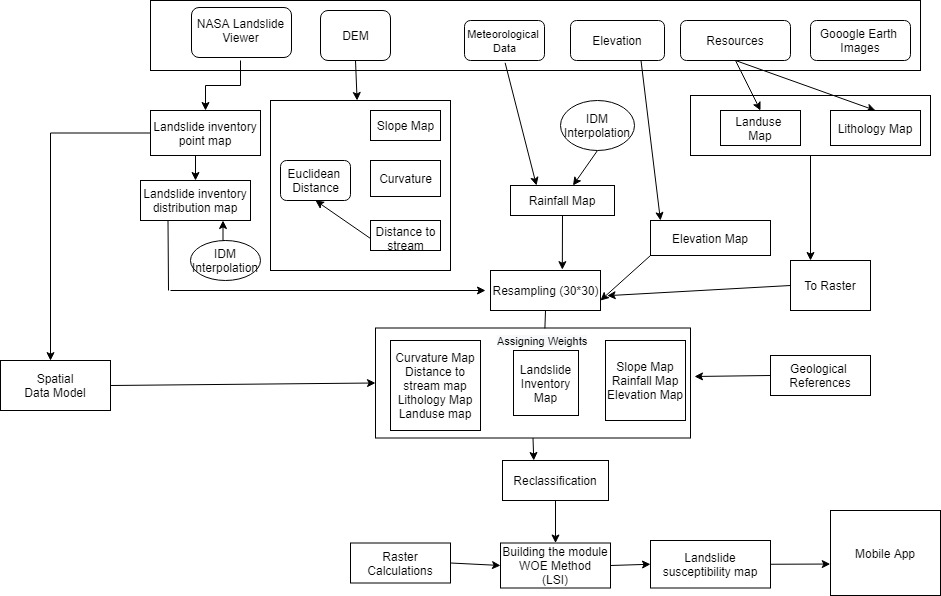 NASA Landslide
Viewer
DEM
Meteorological
Data
Elevation
Resources
Gooogle Earth
Images
Landslide inventory
point map
Slope Map
IDM
Interpolation
Landuse
Map
Lithology Map
Euclidean
Distance
Curvature
Landslide inventory
distribution map
Rainfall Map
Distance to
stream
Elevation Map
IDM
Interpolation
Resampling (30*30)
To Raster
Assigning Weights
Curvature Map
Distance to
stream map
Lithology Map
Landuse map
Landslide
Inventory
Map
Slope Map
Rainfall Map
Elevation Map
Geological
References
Spatial
Data Model
Reclassification
Raster
Calculations
Building the module
WOE Method
(LSI)
Landslide
susceptibility map
Mobile App